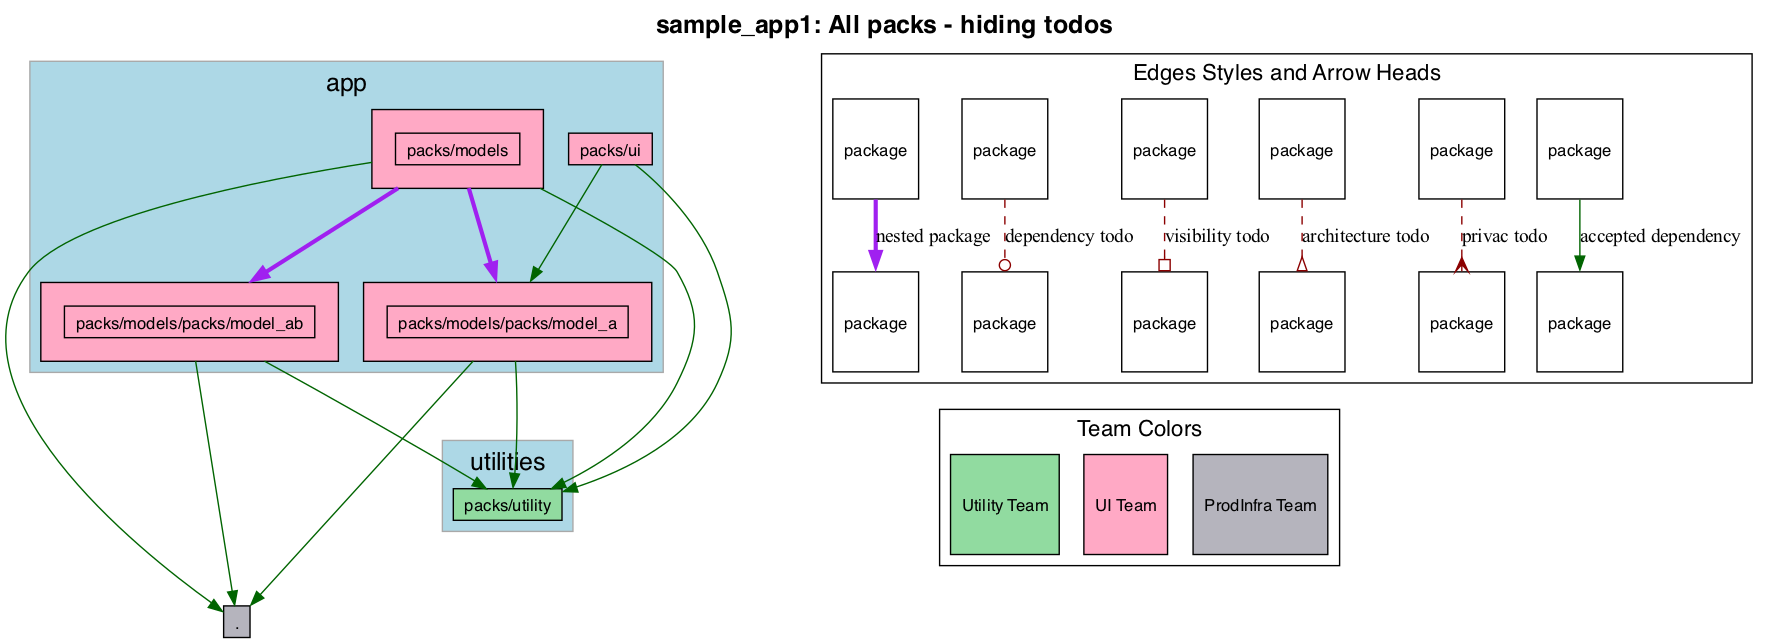 sample_app1: All packs - hiding todos
app
packs/models
packs/ui
packs/models/packs/model_ab
packs/models/packs/model_a
utilities
packs/utility
.
Edges Styles and Arrow Heads
package package package package package package
nested package dependency todo visibility todo architecture todo privac todo accepted dependency
package package package package package package
Team Colors
Utility Team UI Team ProdInfra Team